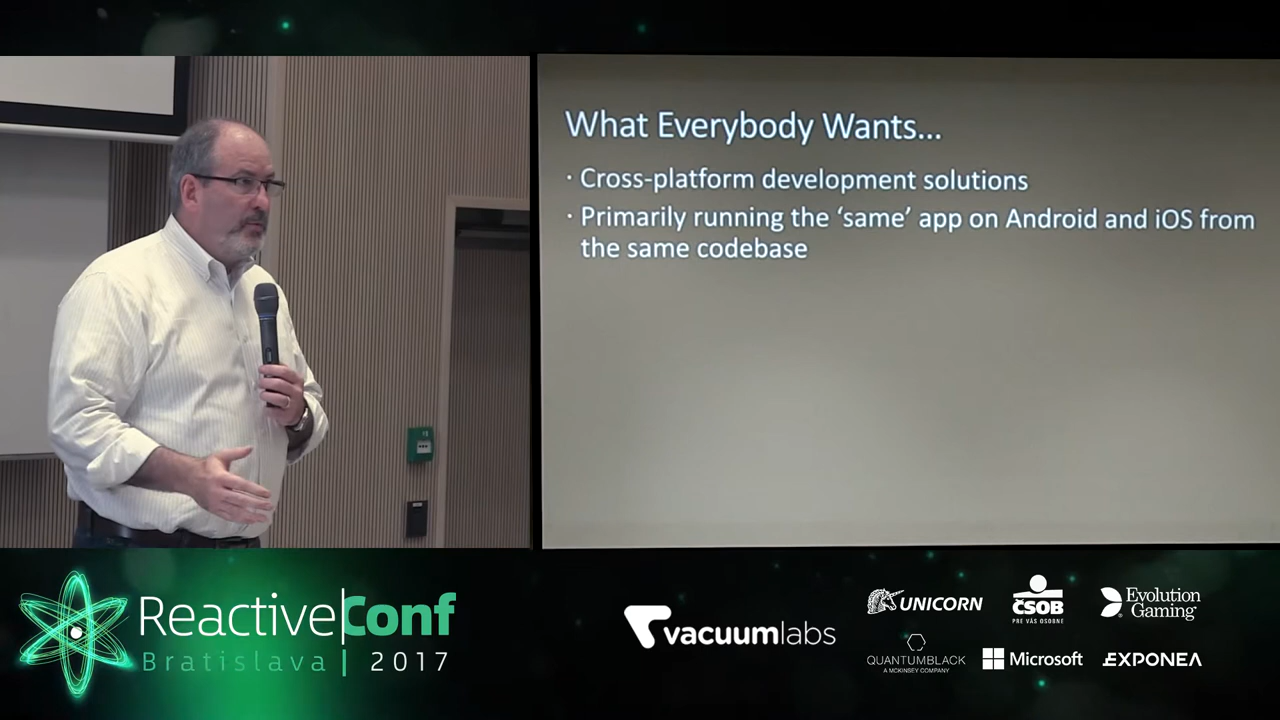 What Everybody Wants...
· Cross-platform development solutions
· Primarily running the ‘same’ app on Android and iOS from
the same codebase
ReactiveConf
Bratislava | 2017
vacuumlabs
UNICORN
ČSOB
PRE VÁS OSOBNE
Evolution
Gaming
QUANTUMBLACK
A MCKINSEY COMPANY
Microsoft
EXPONEA